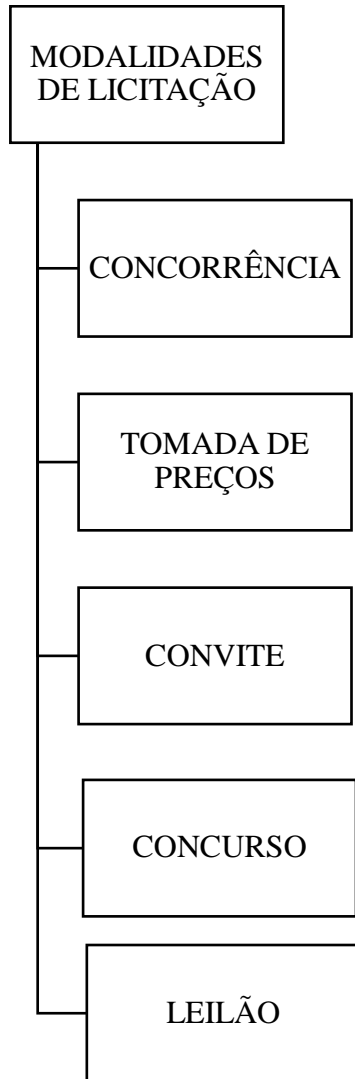 MODALIDADES
DE LICITAÇÃO
CONCORRÊNCIA
TOMADA DE
PREÇOS
CONVITE
CONCURSO
LEILÃO